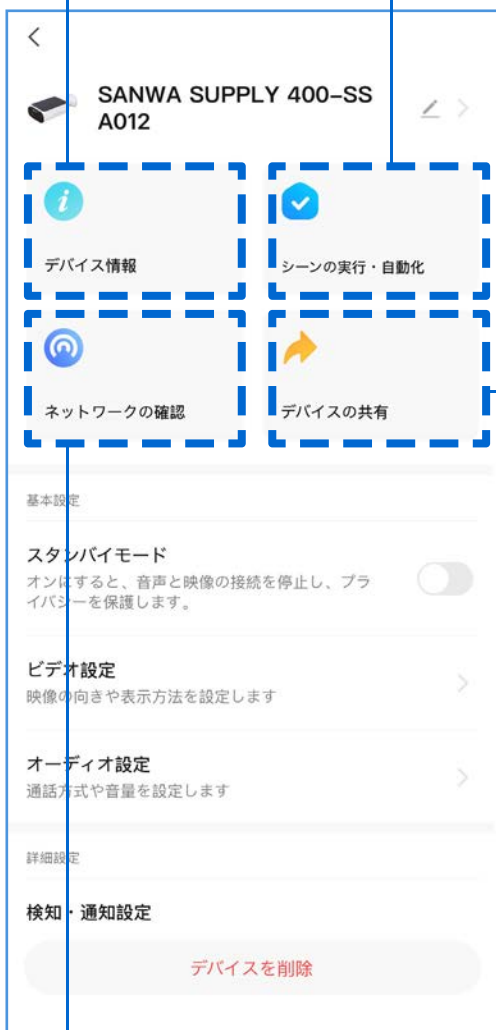 SANWA SUPPLY 400-SS
A012
デバイス情報
シーンの実行・自動化
ネットワークの確認
デバイスの共有
基本設定
スタンバイモード
オンにすると、音声と映像の接続を停止し、プラ
イバシーを保護します。
ビデオ設定
映像の向きや表示方法を設定します
オーディオ設定
通話方式や音量を設定します
詳細設定
検知・通知設定
デバイスを削除